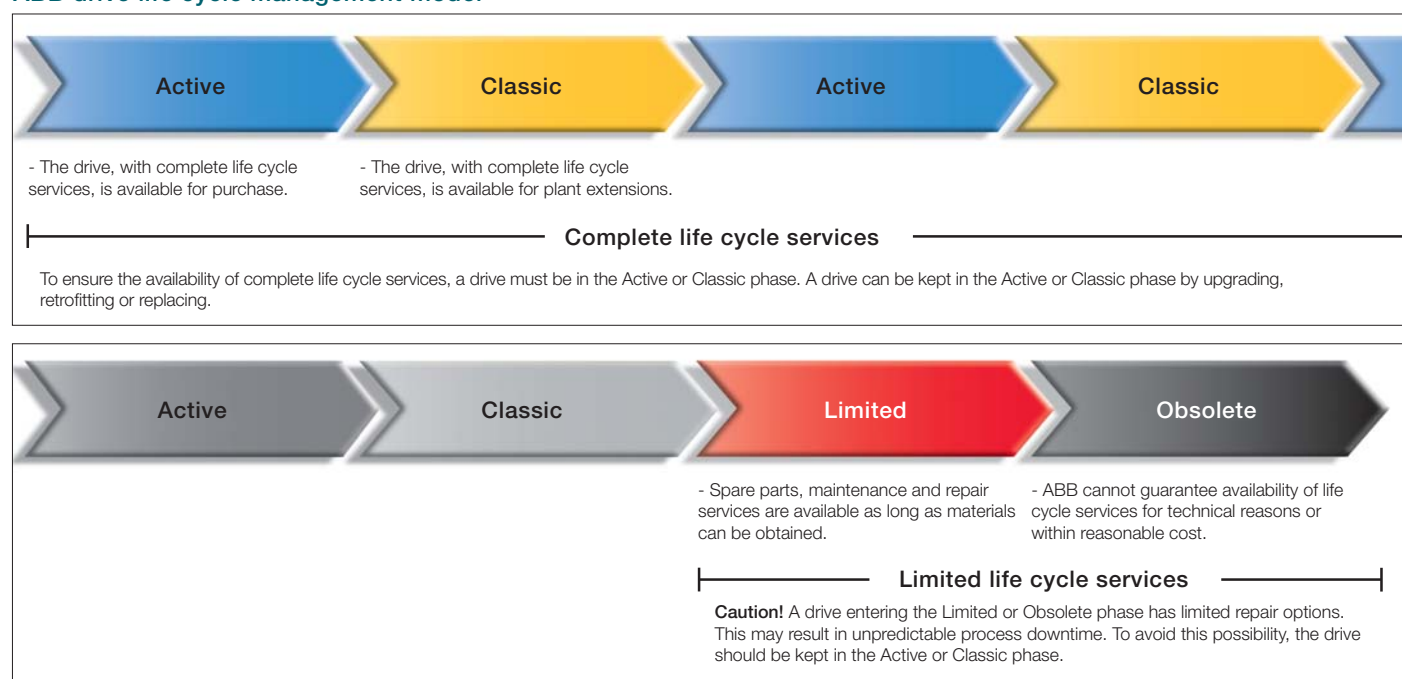 ABB drive life cycle management model
Active
Classic
Active
Classic
- The drive, with complete life cycle
services, is available for purchase.
- The drive, with complete life cycle
services, is available for plant extensions.
Complete life cycle services
To ensure the availability of complete life cycle services, a drive must be in the Active or Classic phase. A drive can be kept in the Active or Classic phase by upgrading,
retrofitting or replacing.
Active
Classic
Limited
Obsolete
- Spare parts, maintenance and repair
services are available as long as materials
can be obtained.
- ABB cannot guarantee availability of life
cycle services for technical reasons or
within reasonable cost.
Limited life cycle services
Caution! A drive entering the Limited or Obsolete phase has limited repair options.
This may result in unpredictable process downtime. To avoid this possibility, the drive
should be kept in the Active or Classic phase.